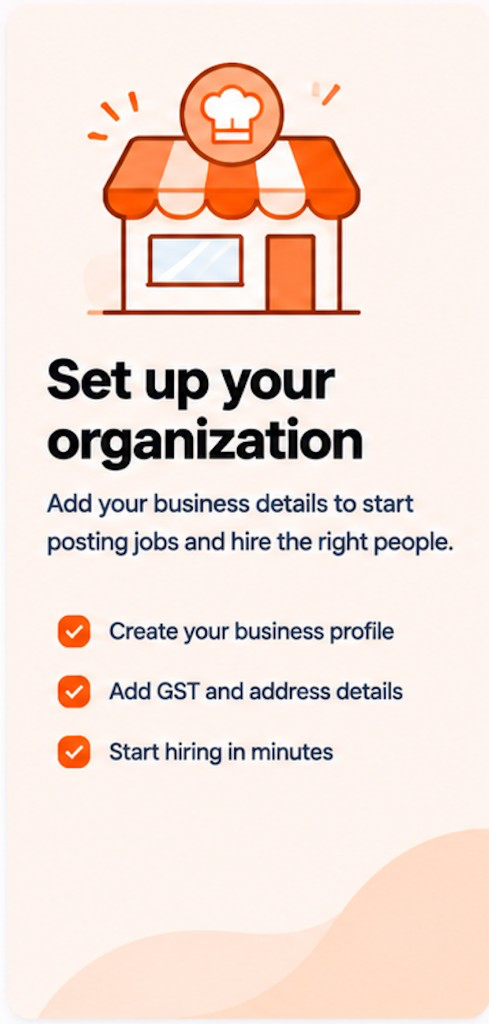 Set up your
organization
Add your business details to start
posting jobs and hire the right people.
Create your business profile
Add GST and address details
Start hiring in minutes